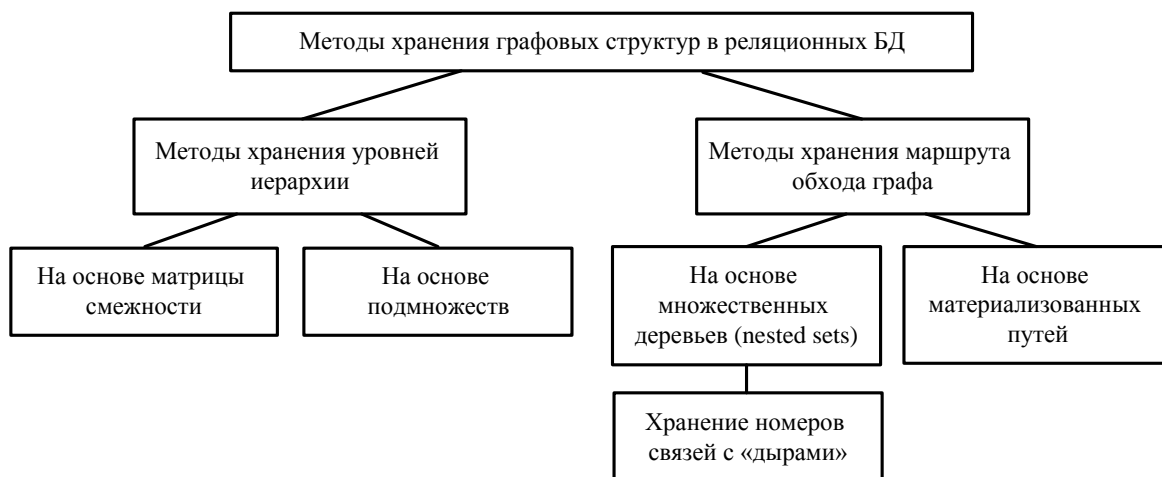 Методы хранения графовых структур в реляционных БД
Методы хранения уровней
иерархии
Методы хранения маршрута
обхода графа
На основе матрицы
смежности
На основе
подмножеств
На основе
множественных
деревьев (nested sets)
На основе
материализованных
путей
Хранение номеров
связей с «дырами»